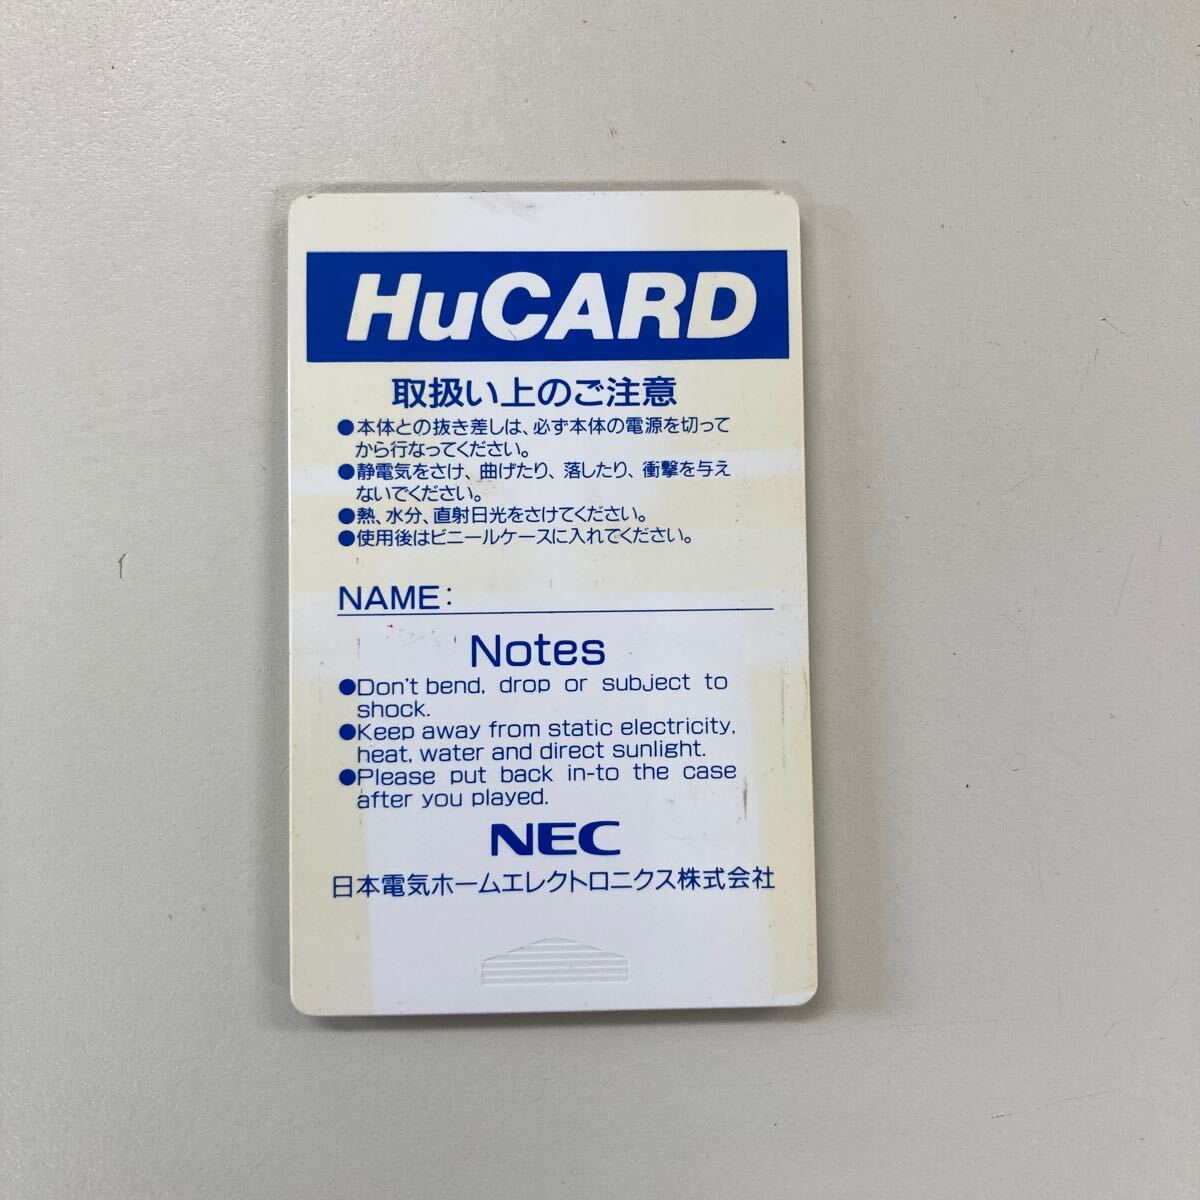 HuCARD
取扱い上のご注意
●本体との抜き差しは、必ず本体の電源を切って
から行なってください。
●静電気をさけ、曲げたり、落したり、衝撃を与え
ないでください。
●熱、水分、直射日光をさけてください。
●使用後はビニールケースに入れてください。
NAME:
Notes
●Don't bend, drop or subject to
shock.
●Keep away from static electricity,
heat, water and direct sunlight.
●Please put back in-to the case
after you played.
NEC
日本電気ホームエレクトロニクス株式会社